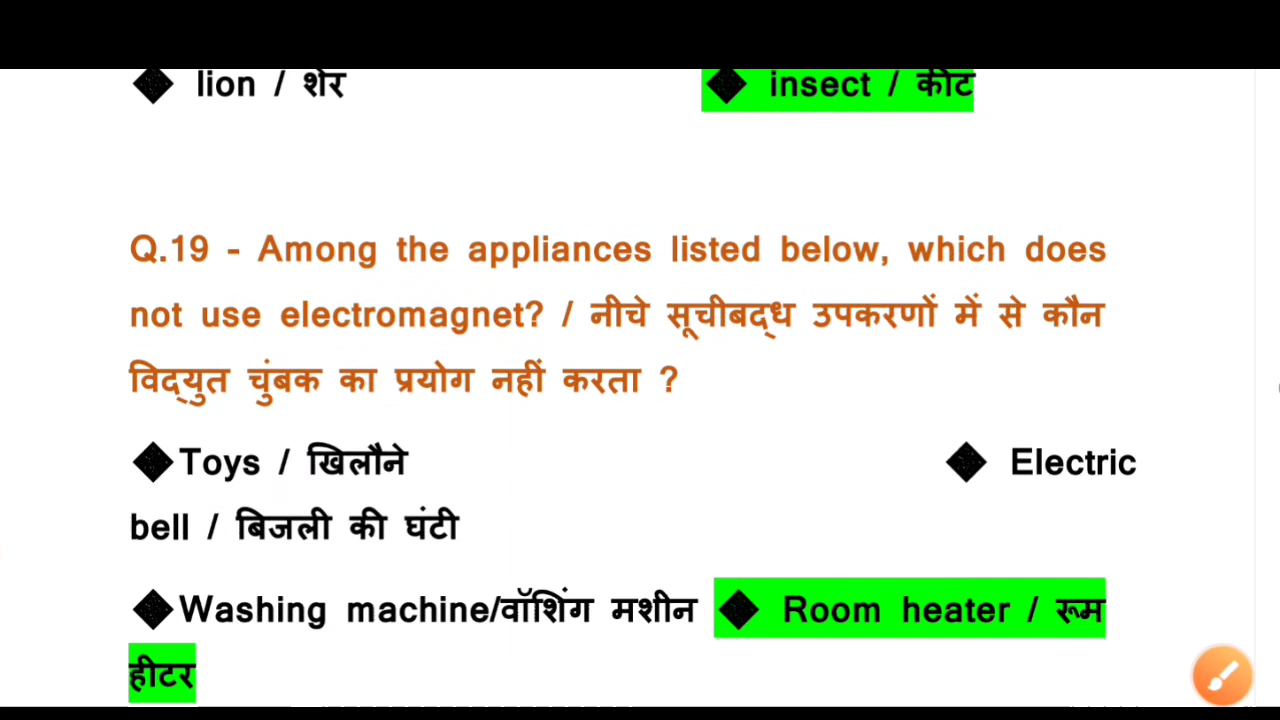 ◆ lion / शेर ◆ insect / कीट
Q.19 - Among the appliances listed below, which does
not use electromagnet? / नीचे सूचीबद्ध उपकरणों में से कौन
विद्युत चुंबक का प्रयोग नहीं करता ?
◆Toys / खिलौने ◆ Electric
bell / बिजली की घंटी
◆Washing machine/वॉशिंग मशीन ◆ Room heater / रूम
हीटर